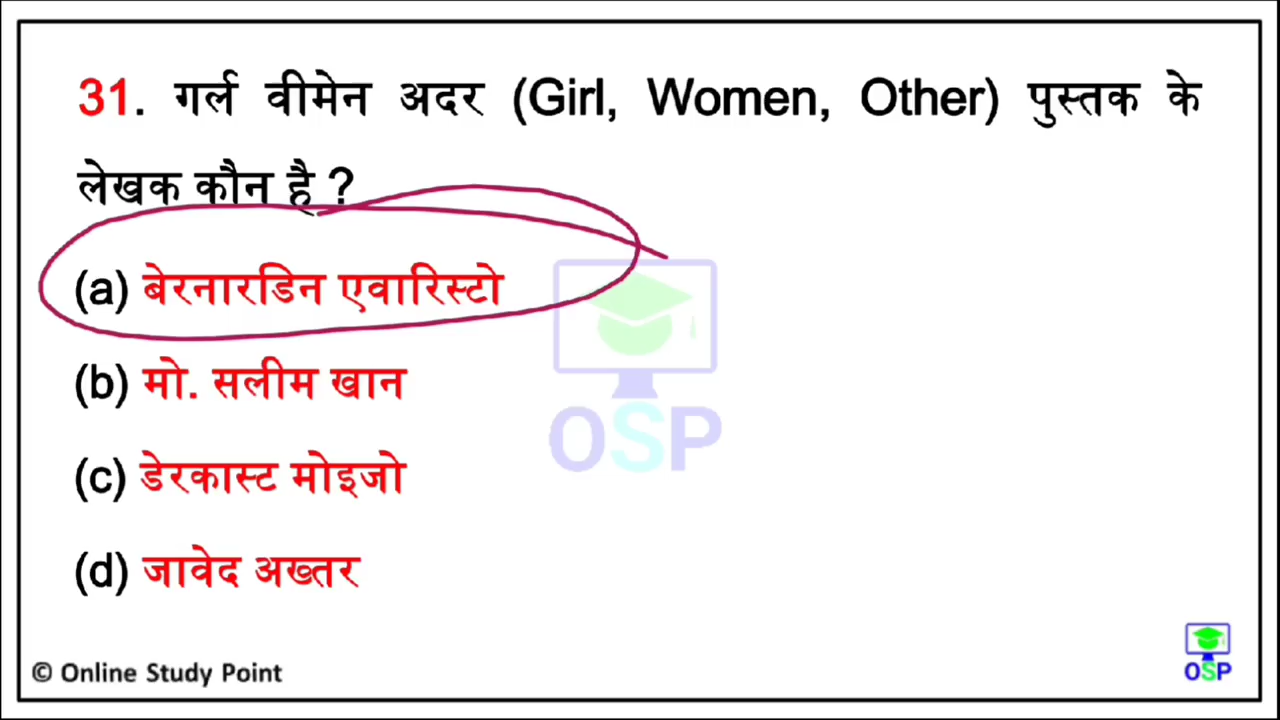 31. गर्ल वीमेन अदर (Girl, Women, Other) पुस्तक के
लेखक कौन है ?
(a) बेरनारडिन एवारिस्टो
(b) मो. सलीम खान
(c) डेरकास्ट मोइजो
(d) जावेद अख्तर
OSP
© Online Study Point
OSP